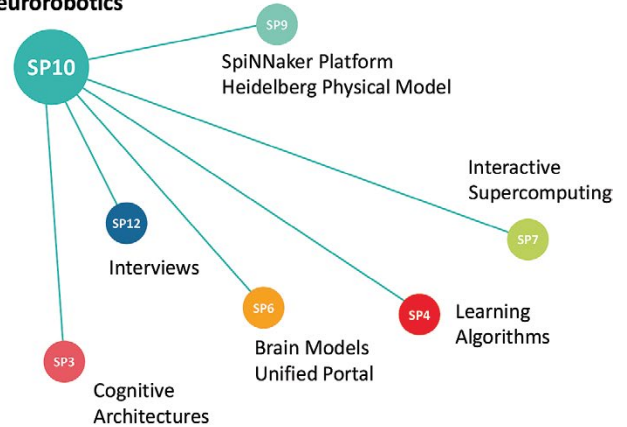 SP9
SP10
SpiNNaker Platform
Heidelberg Physical Model
Interactive
Supercomputing
SP12
SP7
Interviews
SP6
SP4
Learning
Algorithms
Brain Models
Unified Portal
SP3
Cognitive
Architectures